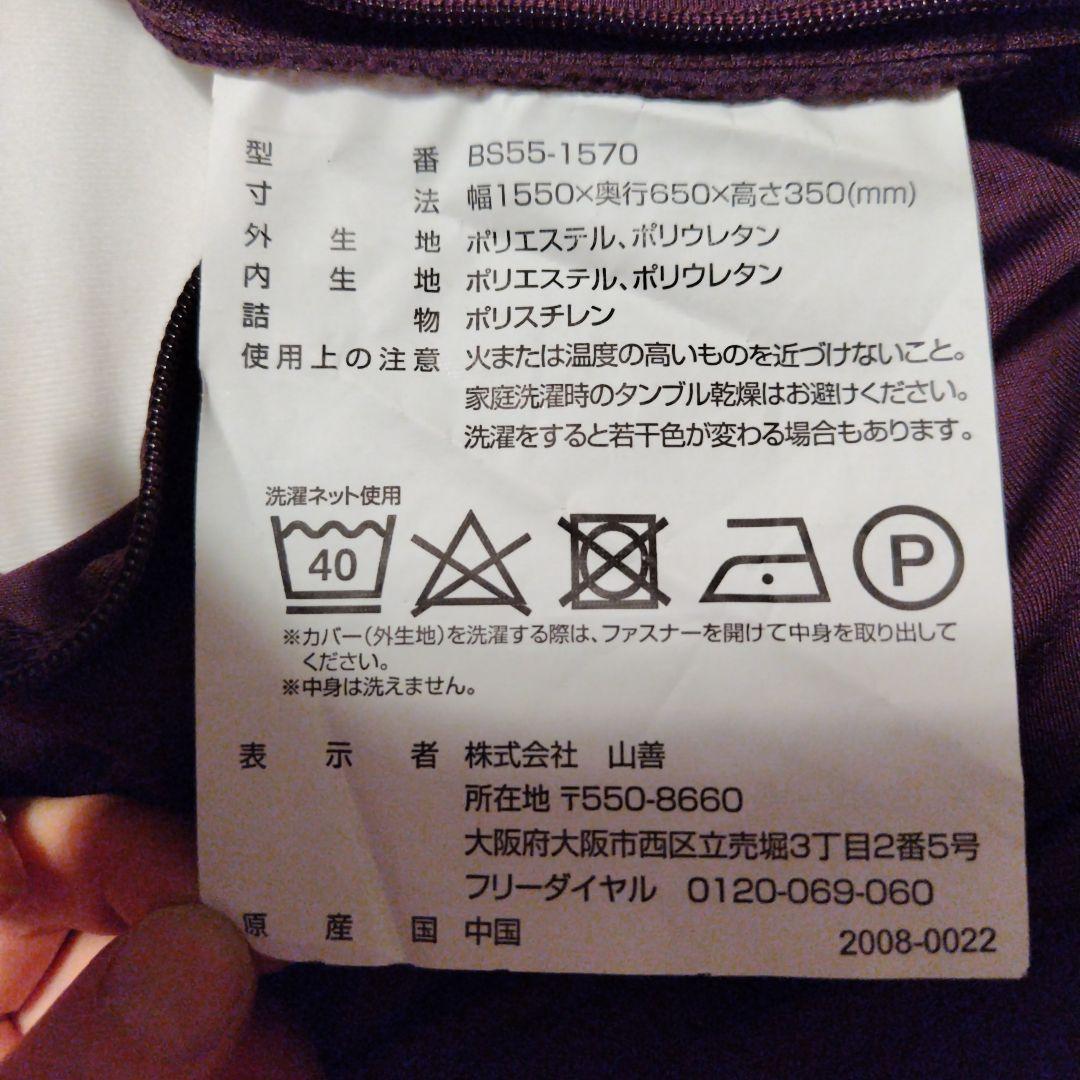 型番 BS55-1570
寸法 幅1550×奥行650×高さ350(mm)
外生地 ポリエステル、ポリウレタン
内生地 ポリエステル、ポリウレタン
詰物 ポリスチレン
使用上の注意 火または温度の高いものを近づけないこと。
家庭洗濯時のタンブル乾燥はお避けください。
洗濯をすると若干色が変わる場合もあります。
洗濯ネット使用
40 P
※カバー(外生地)を洗濯する際は、ファスナーを開けて中身を取り出して
ください。
※中身は洗えません。
表示者 株式会社 山善
所在地 〒550-8660
大阪府大阪市西区立売堀3丁目2番5号
フリーダイヤル 0120-069-060
原産国 中国
2008-0022